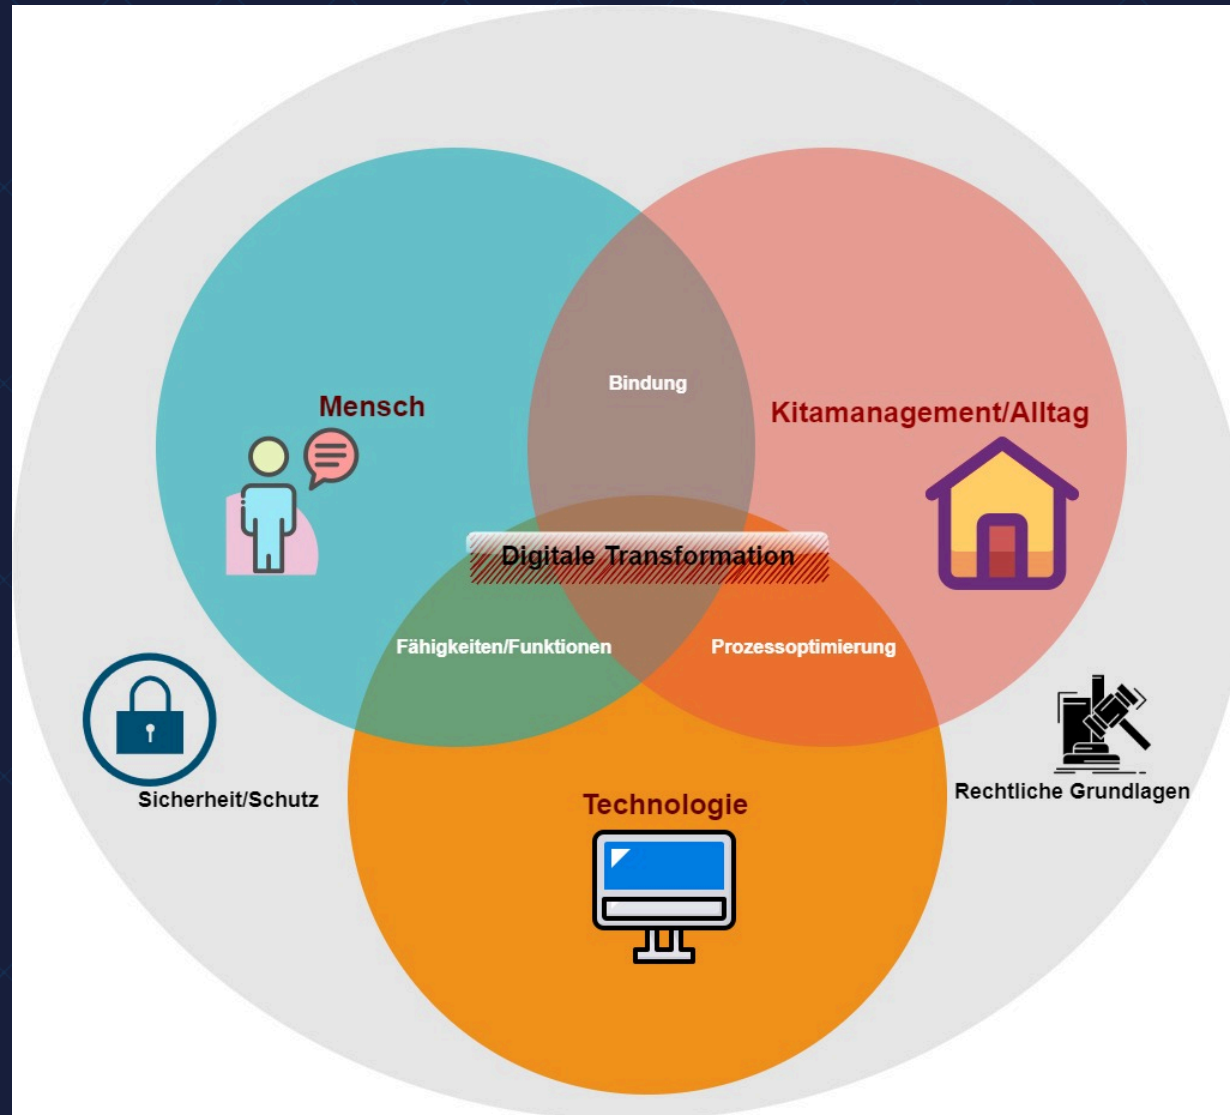 Bindung
Mensch
Kitamanagement/Alltag
Digitale Transformation
Fähigkeiten/Funktionen
Prozessoptimierung
Sicherheit/Schutz
Rechtliche Grundlagen
Technologie